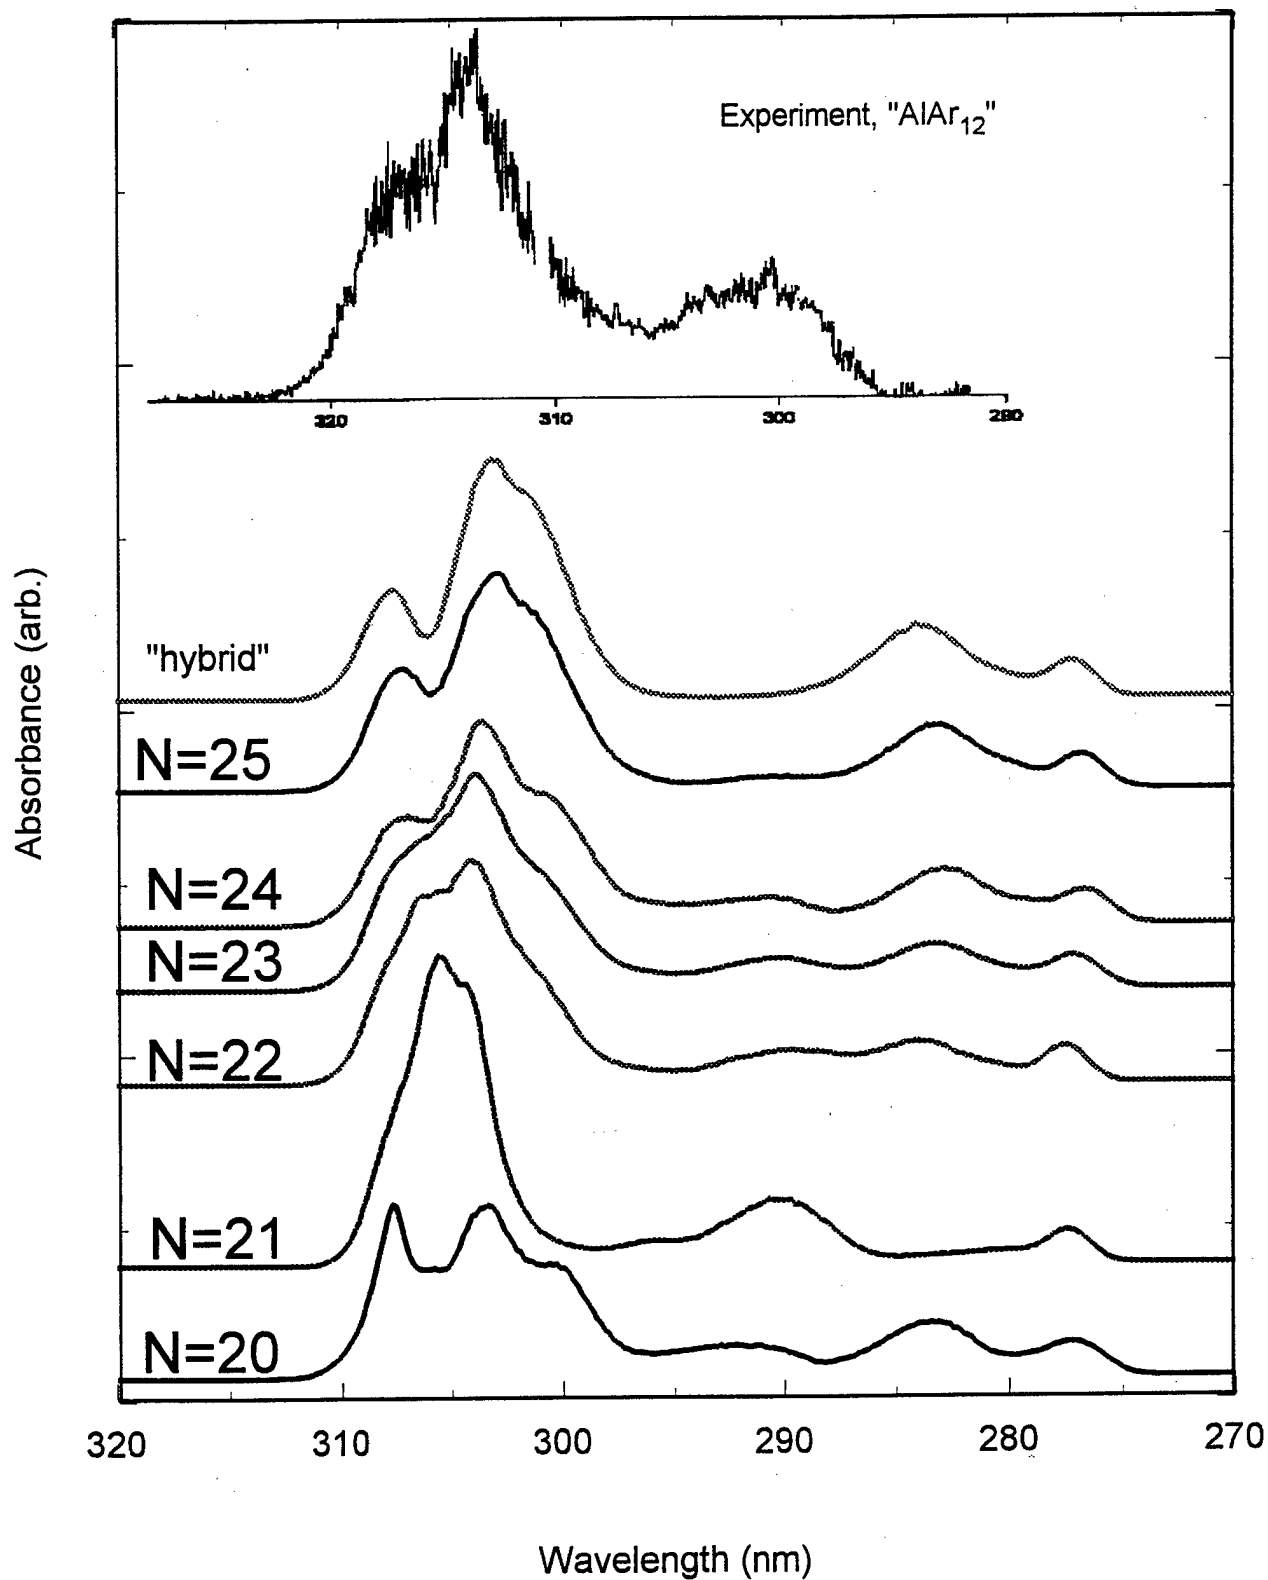 Experiment, "AlAr12"
320 310 300 280
Absorbance (arb.)
"hybrid"
N=25
N=24
N=23
N=22
N=21
N=20
320 310 300 290 280 270
Wavelength (nm)